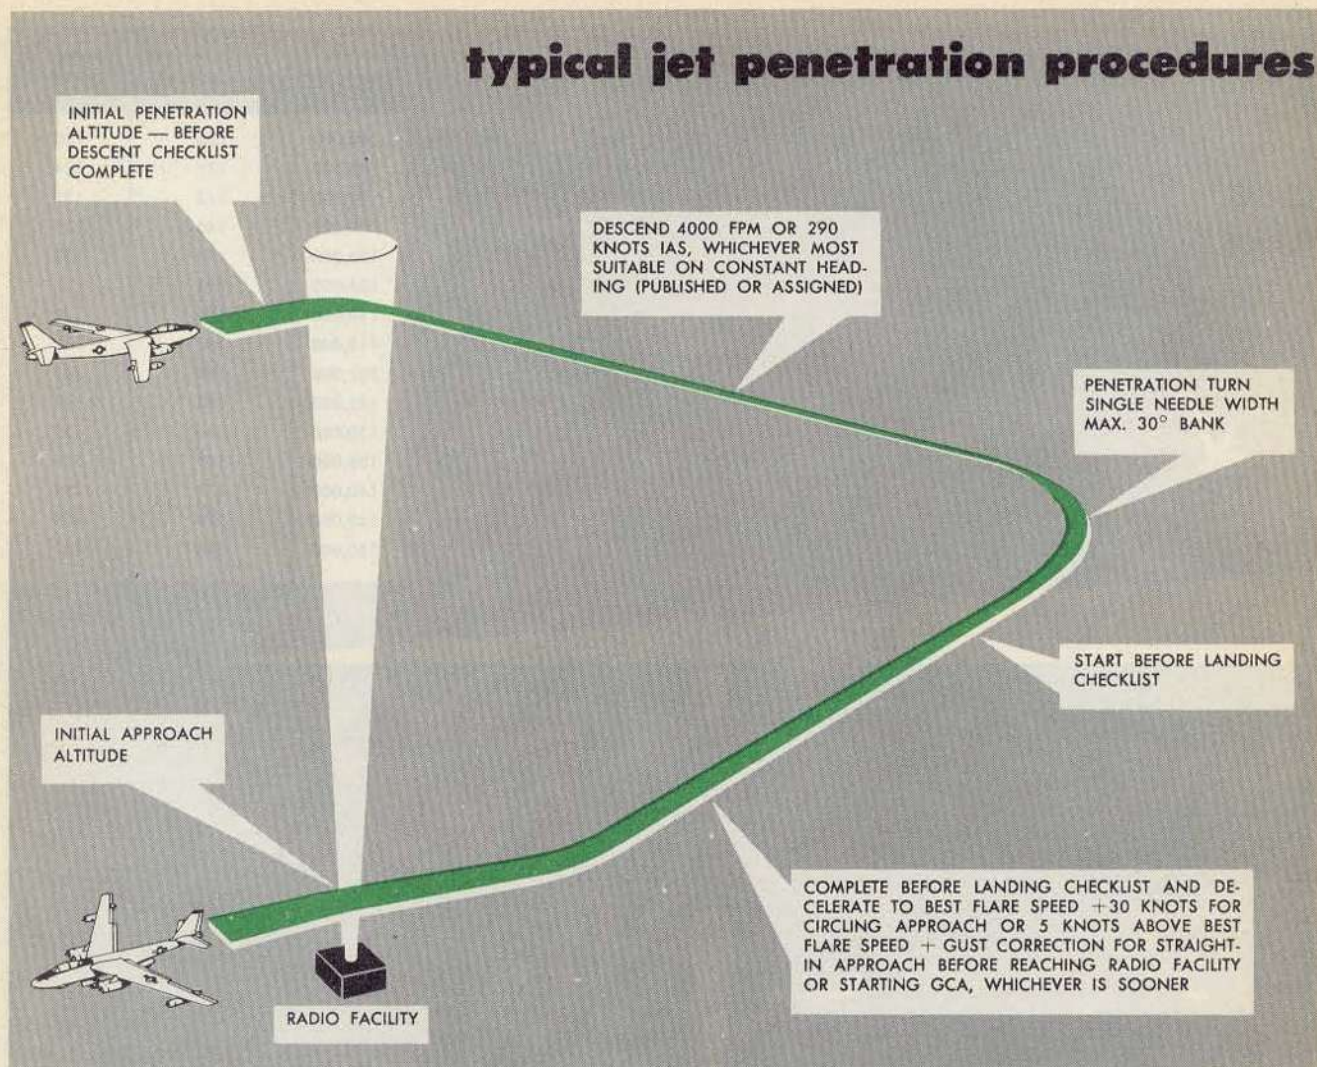 typical jet penetration procedures
INITIAL PENETRATION
ALTITUDE — BEFORE
DESCENT CHECKLIST
COMPLETE
DESCEND 4000 FPM OR 290
KNOTS IAS, WHICHEVER MOST
SUITABLE ON CONSTANT HEAD-
ING (PUBLISHED OR ASSIGNED)
PENETRATION TURN
SINGLE NEEDLE WIDTH
MAX. 30° BANK
START BEFORE LANDING
CHECKLIST
INITIAL APPROACH
ALTITUDE
COMPLETE BEFORE LANDING CHECKLIST AND DE-
CELERATE TO BEST FLARE SPEED +30 KNOTS FOR
CIRCLING APPROACH OR 5 KNOTS ABOVE BEST
FLARE SPEED + GUST CORRECTION FOR STRAIGHT-
IN APPROACH BEFORE REACHING RADIO FACILITY
OR STARTING GCA, WHICHEVER IS SOONER
RADIO FACILITY